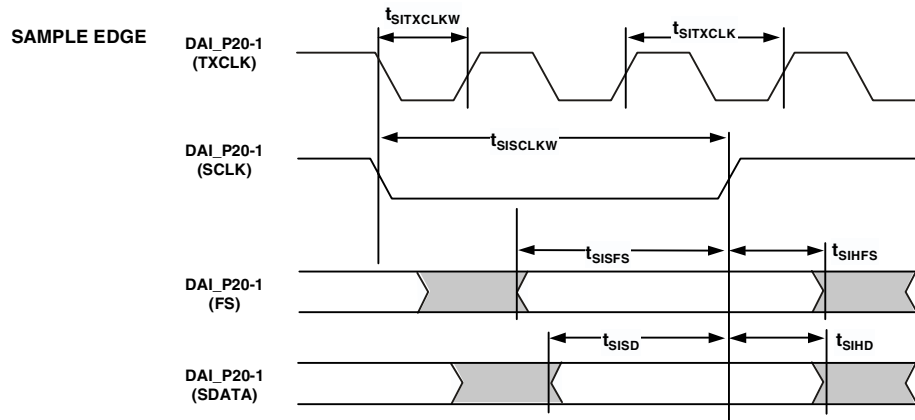 SAMPLE EDGE
DAI_P20-1
(TXCLK)
tSITXCLKW
tSITXCLK
DAI_P20-1
(SCLK)
tSISCLKW
DAI_P20-1
(FS)
tSISFS
tSIHFS
DAI_P20-1
(SDATA)
tSISD
tSIHD